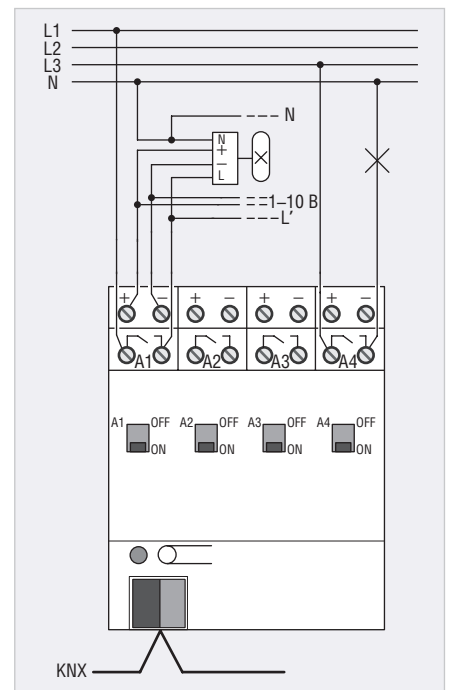 L1
L2
L3
N
N
N
+
–
L
1–10 В
L′
+ – + – + – + –
A1 A2 A3 A4
A1 OFF A2 OFF A3 OFF A4 OFF
ON ON ON ON
KNX